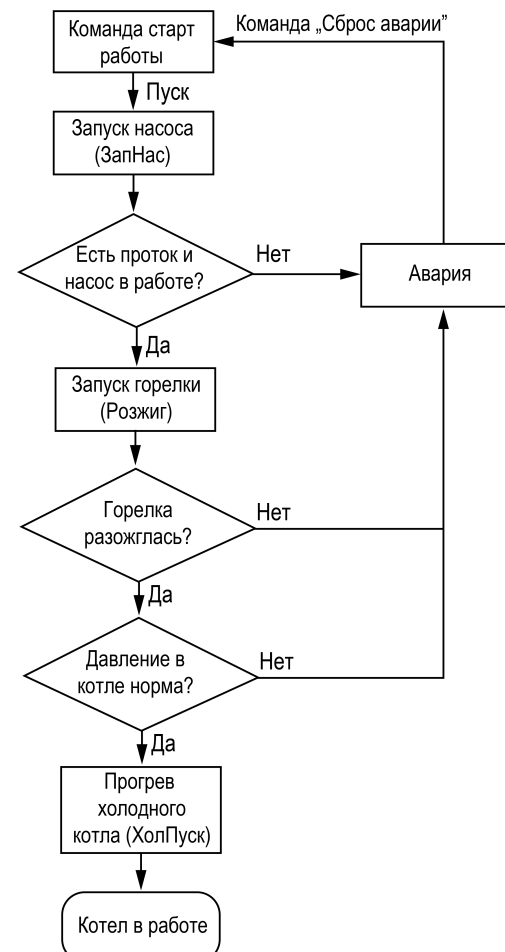 Команда старт
работы
Команда „Сброс аварии”
Пуск
Запуск насоса
(ЗапНас)
Есть проток и
насос в работе?
Нет
Авария
Да
Запуск горелки
(Розжиг)
Горелка
разожглась?
Нет
Да
Давление в
котле норма?
Нет
Да
Прогрев
холодного
котла (ХолПуск)
Котел в работе